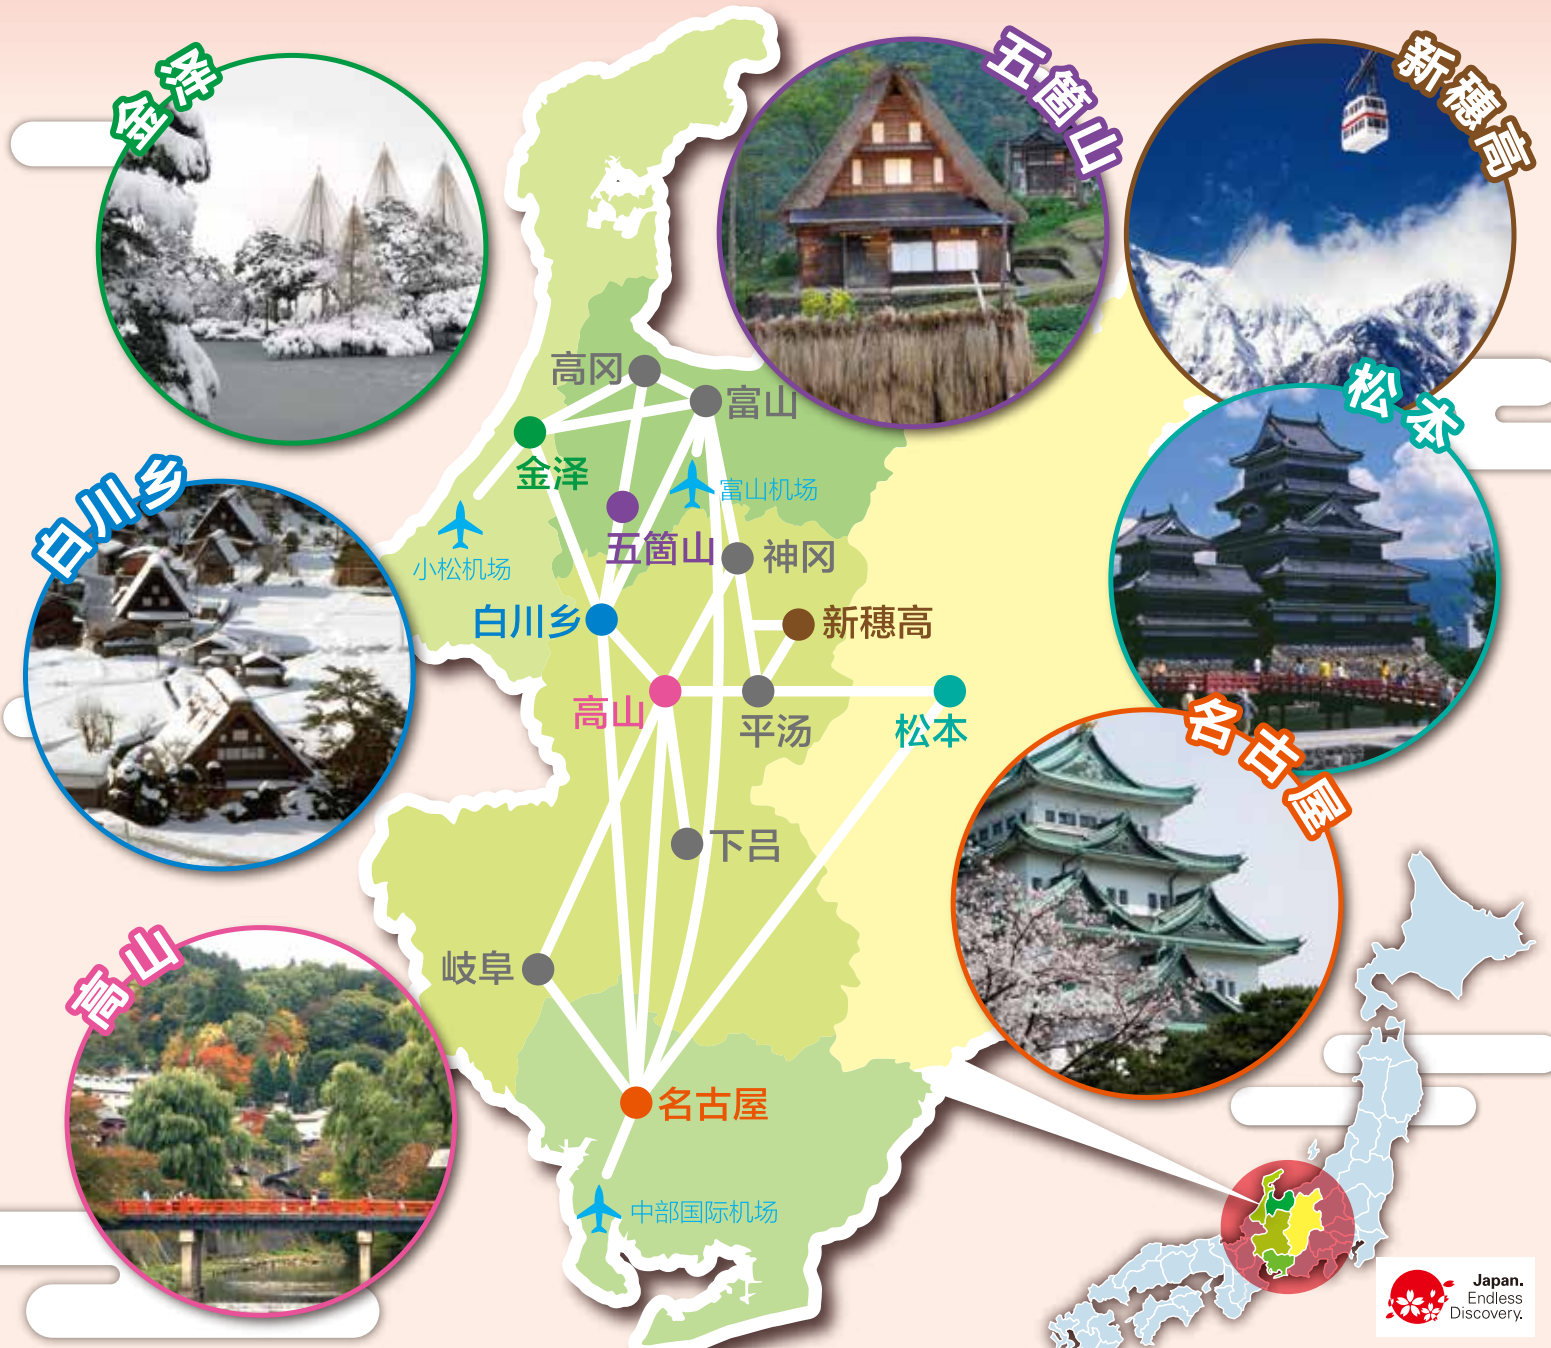 金泽
五箇山
新穗高
松本
白川乡
名古屋
高山
高冈
富山
金泽
富山机场
小松机场
五箇山
神冈
白川乡
新穗高
高山
平汤
松本
下吕
岐阜
名古屋
中部国际机场
Japan.
Endless
Discovery.